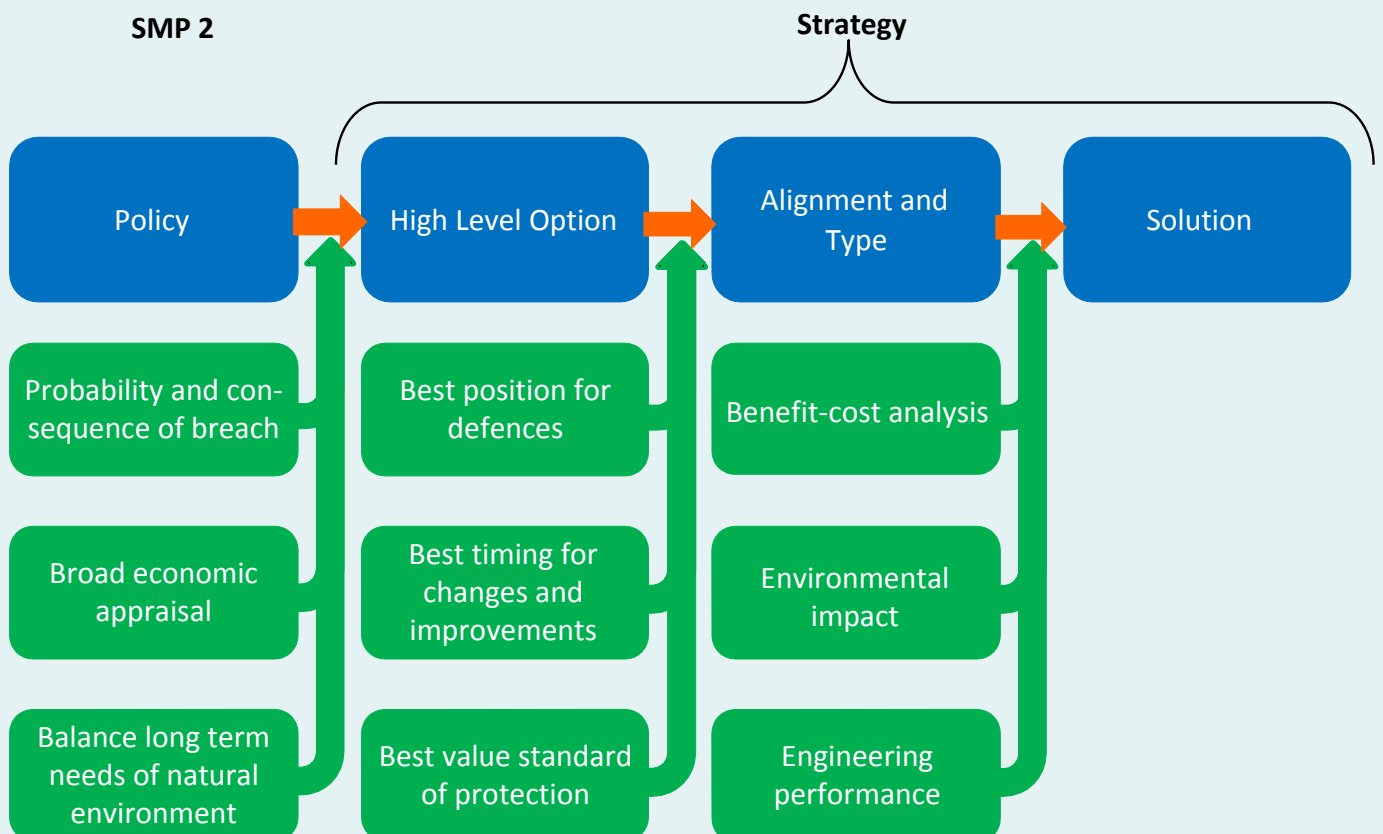 SMP 2
Strategy
Policy
High Level Option
Alignment and
Type
Solution
Probability and con-
sequence of breach
Best position for
defences
Benefit-cost analysis
Broad economic
appraisal
Best timing for
changes and
improvements
Environmental
impact
Balance long term
needs of natural
environment
Best value standard
of protection
Engineering
performance